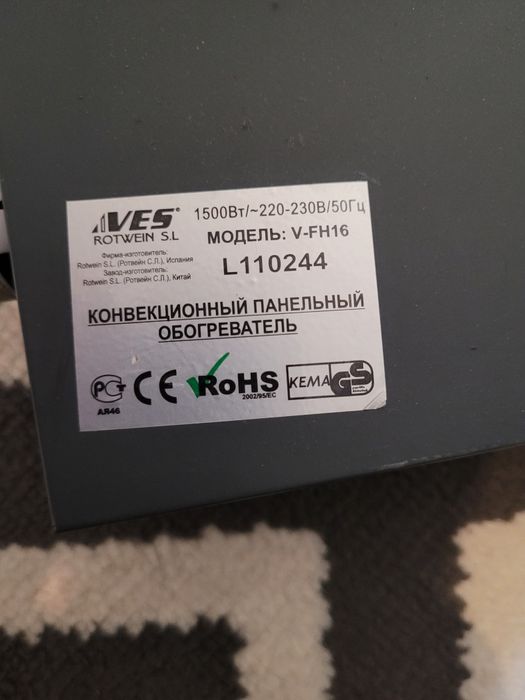 VES®
ROTWEIN S.L
1500Вт/~220-230В/50Гц
МОДЕЛЬ: V-FH16
Фирма-изготовитель:
Rotwein S.L. (Ротвейн С.Л.), Испания
Завод-изготовитель:
Rotwein S.L. (Ротвейн С.Л.), Китай
L110244
КОНВЕКЦИОННЫЙ ПАНЕЛЬНЫЙ
ОБОГРЕВАТЕЛЬ
РСТ
АЯ46
CE
RoHS
2002/95/EC
KEMA
GS